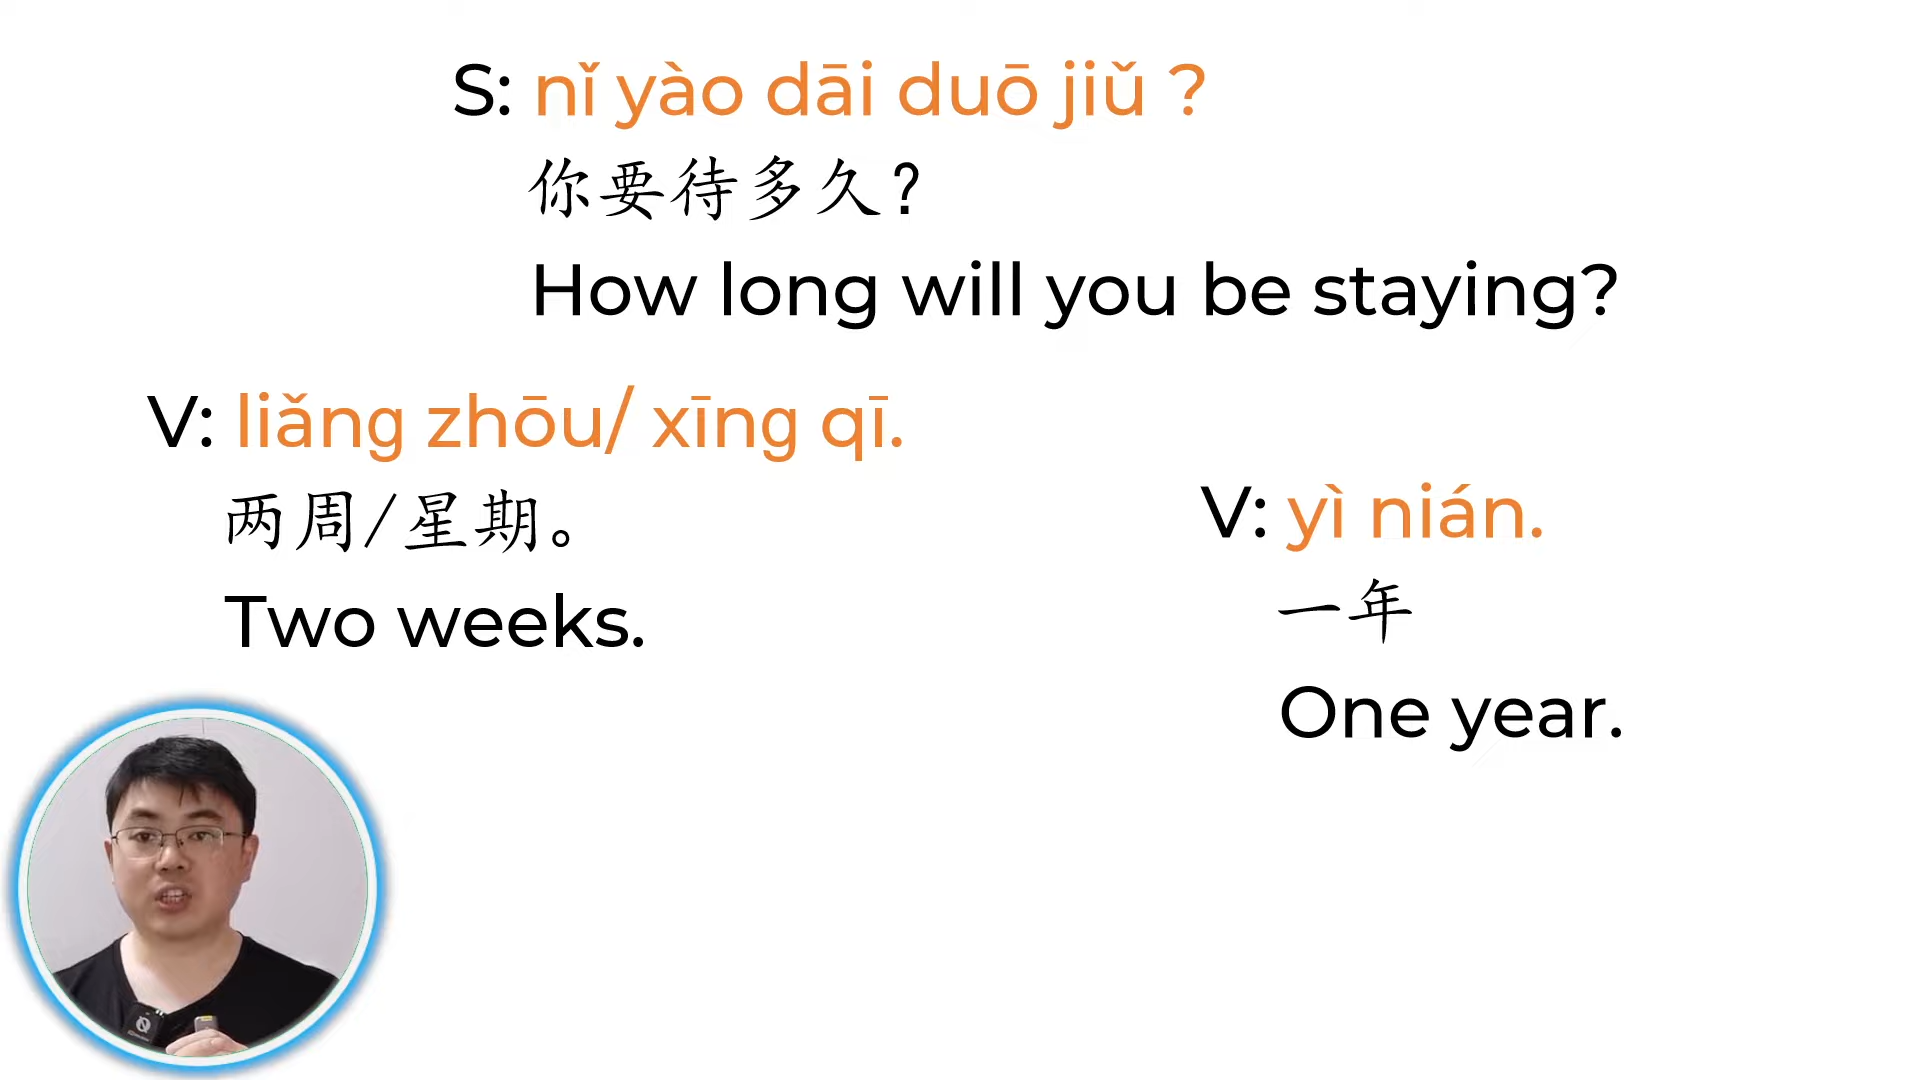 S: nǐ yào dāi duō jiǔ ?
你要待多久?
How long will you be staying?
V: liǎng zhōu/ xīng qī.
两周/星期。
Two weeks.
V: yì nián.
一年
One year.